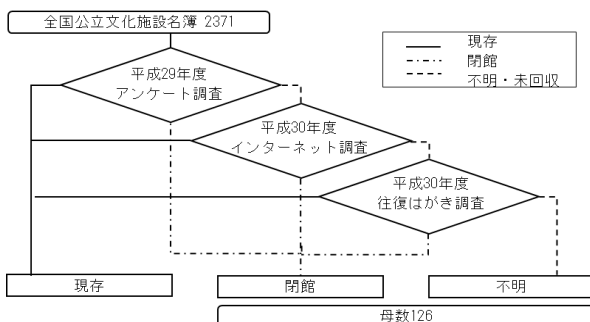 全国公立文化施設名簿 2371
現存
閉館
不明・未回収
平成29年度
アンケート調査
平成30年度
インターネット調査
平成30年度
往復はがき調査
現存
閉館
不明
母数126